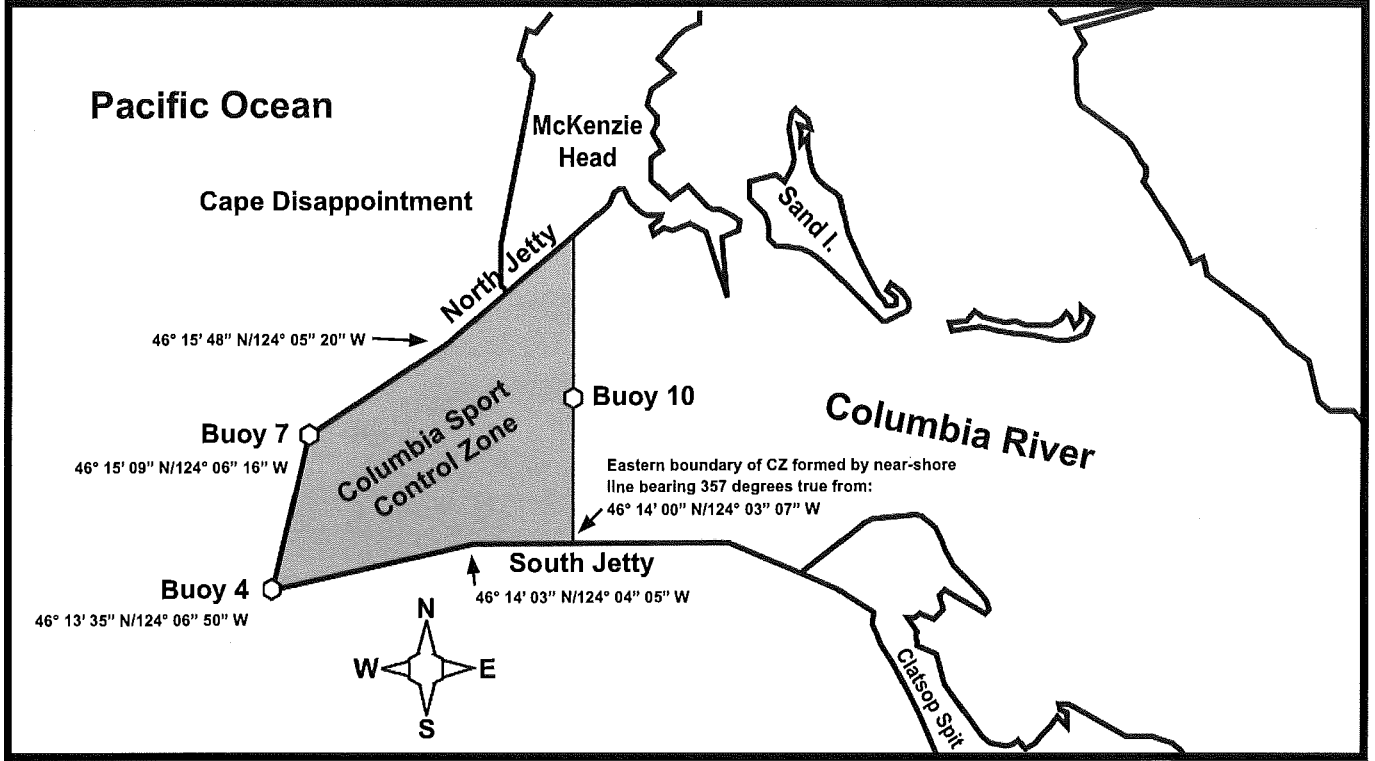 Pacific Ocean
McKenzie
Head
Cape Disappointment
Sand I.
North Jetty
46° 15’ 48” N/124° 05” 20” W
Columbia Sport
Control Zone
Buoy 10
Columbia River
Buoy 7
46° 15’ 09” N/124° 06” 16” W
Eastern boundary of CZ formed by near-shore
line bearing 357 degrees true from:
46° 14’ 00” N/124° 03” 07” W
South Jetty
Buoy 4
46° 14’ 03” N/124° 04” 05” W
46° 13’ 35” N/124° 06” 50” W
N
W
E
S
Clatsop Spit